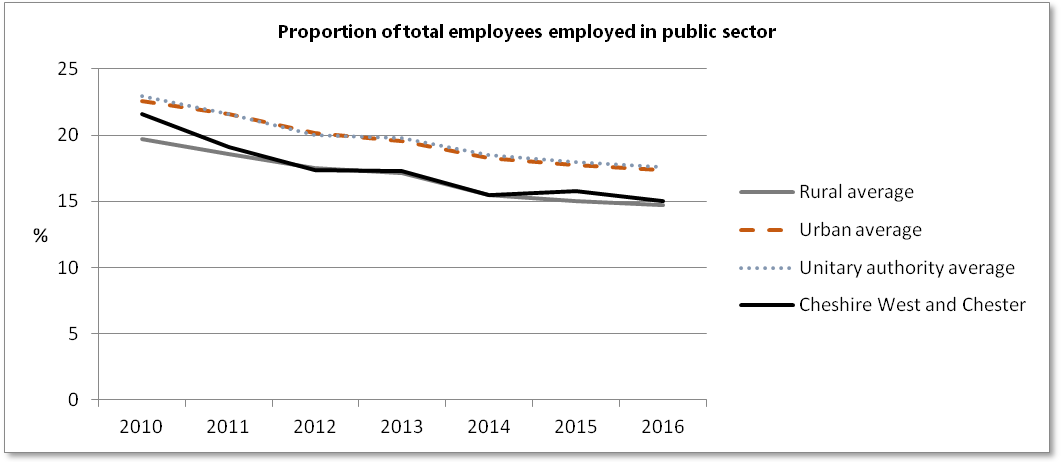 Proportion of total employees employed in public sector
25
20
15
10
5
0
%
2010 2011 2012 2013 2014 2015 2016
Rural average
Urban average
Unitary authority average
Cheshire West and Chester